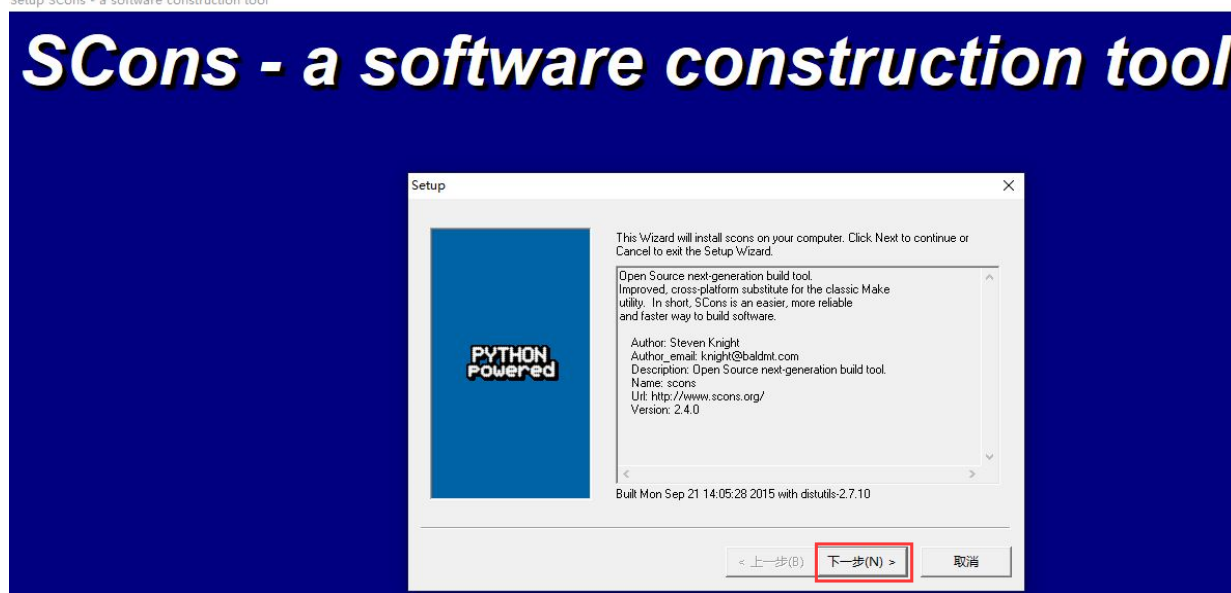 Setup SCons - a software construction tool
SCons - a software construction tool
Setup
This Wizard will install scons on your computer. Click Next to continue or
Cancel to exit the Setup Wizard.
Open Source next-generation build tool.
Improved, cross-platform substitute for the classic Make
utility. In short, SCons is an easier, more reliable
and faster way to build software.
Author: Steven Knight
Author_email: knight@baldmt.com
Description: Open Source next-generation build tool.
Name: scons
Url: http://www.scons.org/
Version: 2.4.0
PYTHON
Powered
Built Mon Sep 21 14:05:28 2015 with distutils-2.7.10
< 上一步(B) 下一步(N) > 取消